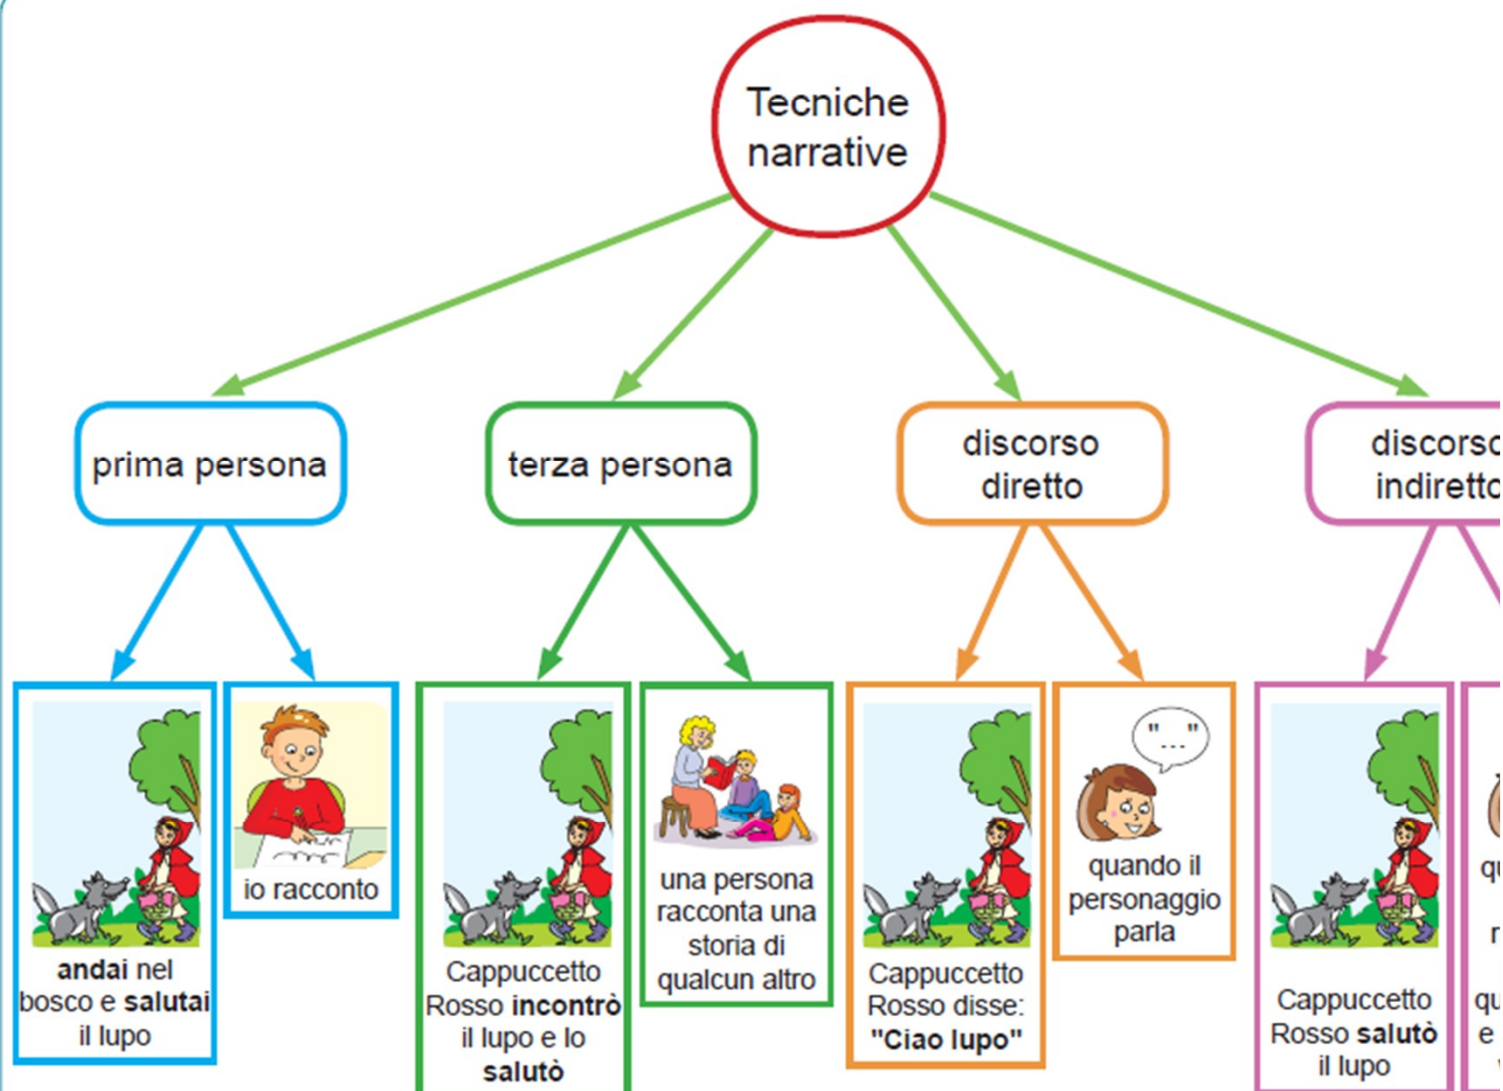 Tecniche
narrative
prima persona
terza persona
discorso
diretto
indiretto
andai nel
bosco e salutai
il lupo
io racconto
Cappuccetto
Rosso incontrò
il lupo e lo
salutò
una persona
racconta una
storia di
qualcun altro
Cappuccetto
Rosso disse:
"Ciao lupo"
"..."
quando il
personaggio
parla
Cappuccetto
Rosso salutò
il lupo
e